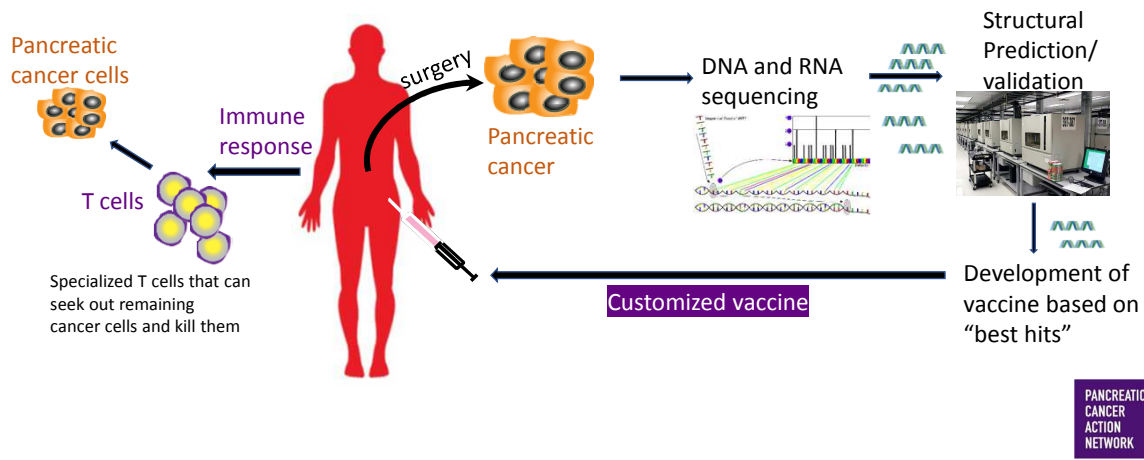 Pancreatic
cancer cells
Immune
response
T cells
Specialized T cells that can
seek out remaining
cancer cells and kill them
surgery
Pancreatic
cancer
DNA and RNA
sequencing
Structural
Prediction/
validation
Development of
vaccine based on
“best hits”
Customized vaccine
PANCREATIC
CANCER
ACTION
NETWORK